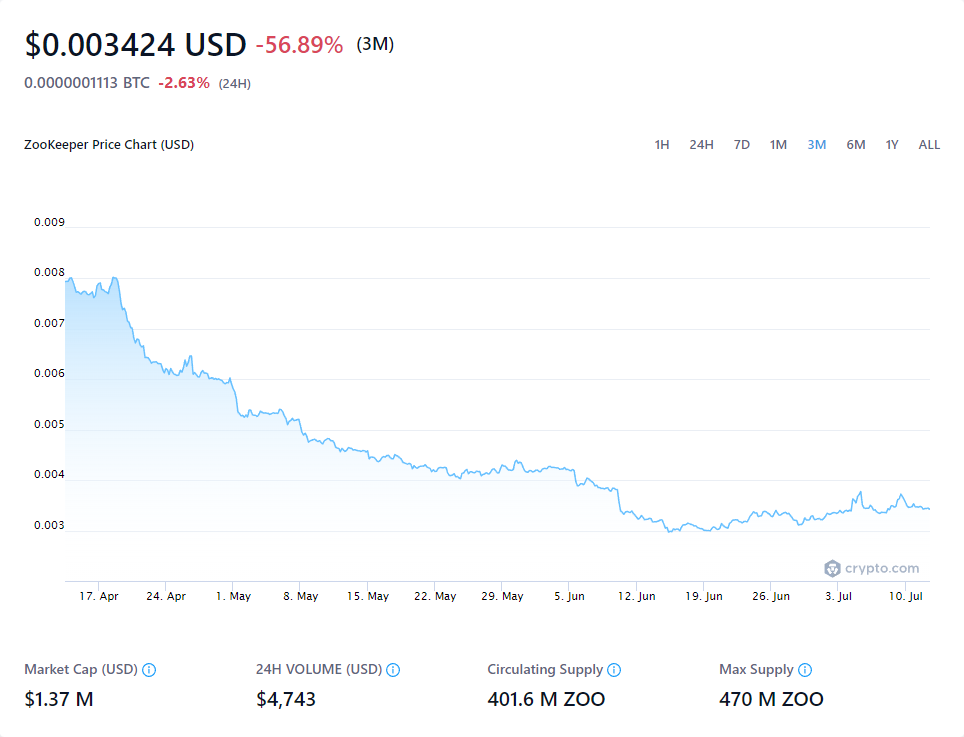 $0.003424 USD -56.89% (3M)
0.0000001113 BTC -2.63% (24H)
ZooKeeper Price Chart (USD) 1H 24H 7D 1M 3M 6M 1Y ALL
0.009
0.008
0.007
0.006
0.005
0.004
0.003
crypto.com
17. Apr 24. Apr 1. May 8. May 15. May 22. May 29. May 5. Jun 12. Jun 19. Jun 26. Jun 3. Jul 10. Jul
Market Cap (USD) 24H VOLUME (USD) Circulating Supply Max Supply
$1.37 M $4,743 401.6 M ZOO 470 M ZOO